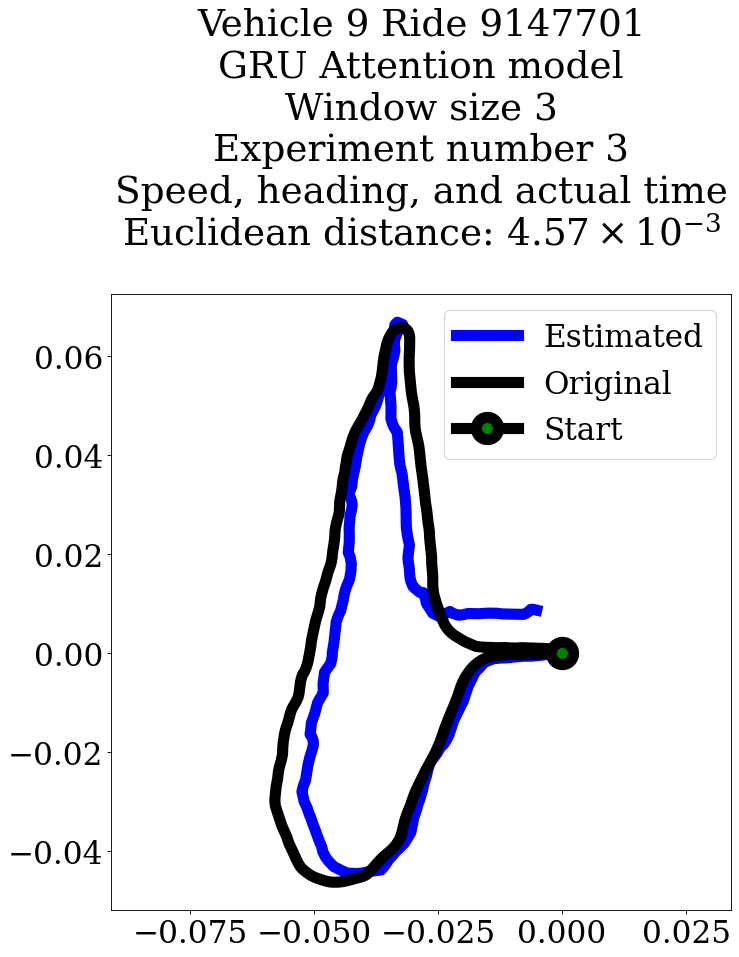 Vehicle 9 Ride 9147701
GRU Attention model
Window size 3
Experiment number 3
Speed, heading, and actual time
Euclidean distance: 4.57 × 10⁻³
Estimated
Original
Start
0.06
0.04
0.02
0.00
−0.02
−0.04
−0.075 −0.050 −0.025 0.000 0.025